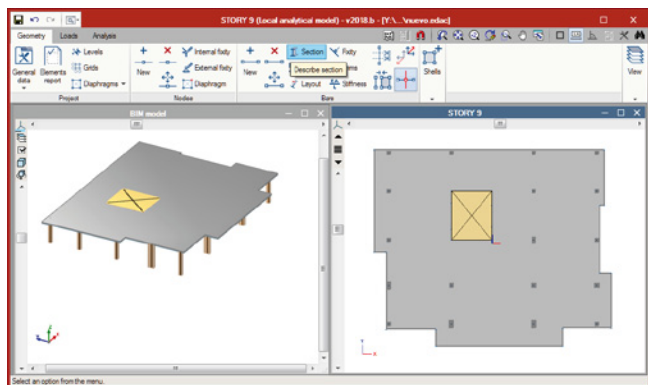 STORY 9 (Local analytical model) - v2018.b - [Y:\...\nuevo.edac]
Geometry Loads Analysis
General data
Elements report
Levels
Grids
Diaphragms
Project
New
Internal fixity
External fixity
Diaphragm
Nodes
New
Section
Fixity
Describe section
Layout
Stiffness
Bars
Shells
View
BIM model
STORY 9
Select an option from the menu.